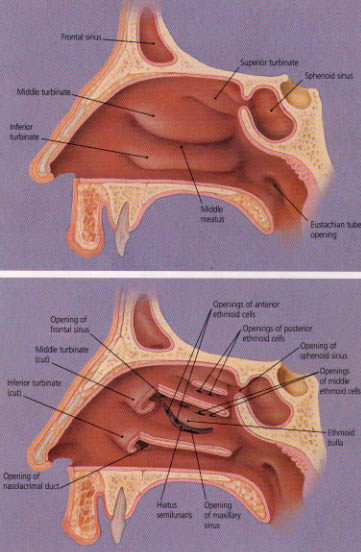 Frontal sinus
Superior turbinate
Sphenoid sinus
Middle turbinate
Inferior
turbinate
Middle
meatus
Eustachian tube
opening
Openings of anterior
ethmoid cells
Opening of
frontal sinus
Openings of posterior
ethmoid cells
Middle turbinate
(cut)
Opening of
sphenoid sinus
Openings
of middle
ethmoid cells
Inferior turbinate
(cut)
Ethmoid
bulla
Opening of
nasolacrimal duct
Hiatus
semilunaris
Opening
of maxillary
sinus